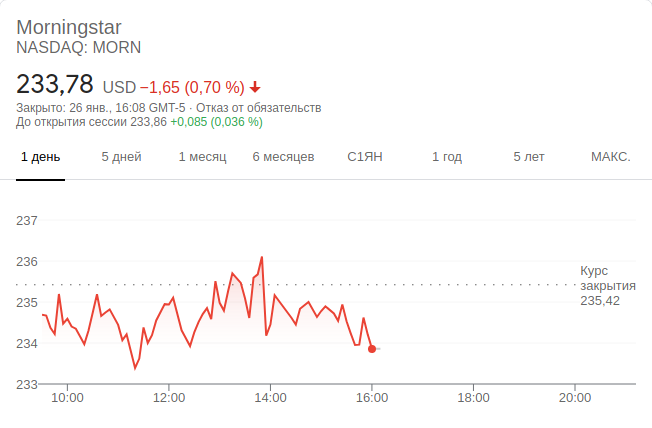 Morningstar
NASDAQ: MORN
233,78 USD −1,65 (0,70 %)
Закрыто: 26 янв., 16:08 GMT-5 · Отказ от обязательств
До открытия сессии 233,86 +0,085 (0,036 %)
1 день 5 дней 1 месяц 6 месяцев С1ЯН 1 год 5 лет МАКС.
237
236
Курс
закрытия
235,42
235
234
233
10:00 12:00 14:00 16:00 18:00 20:00